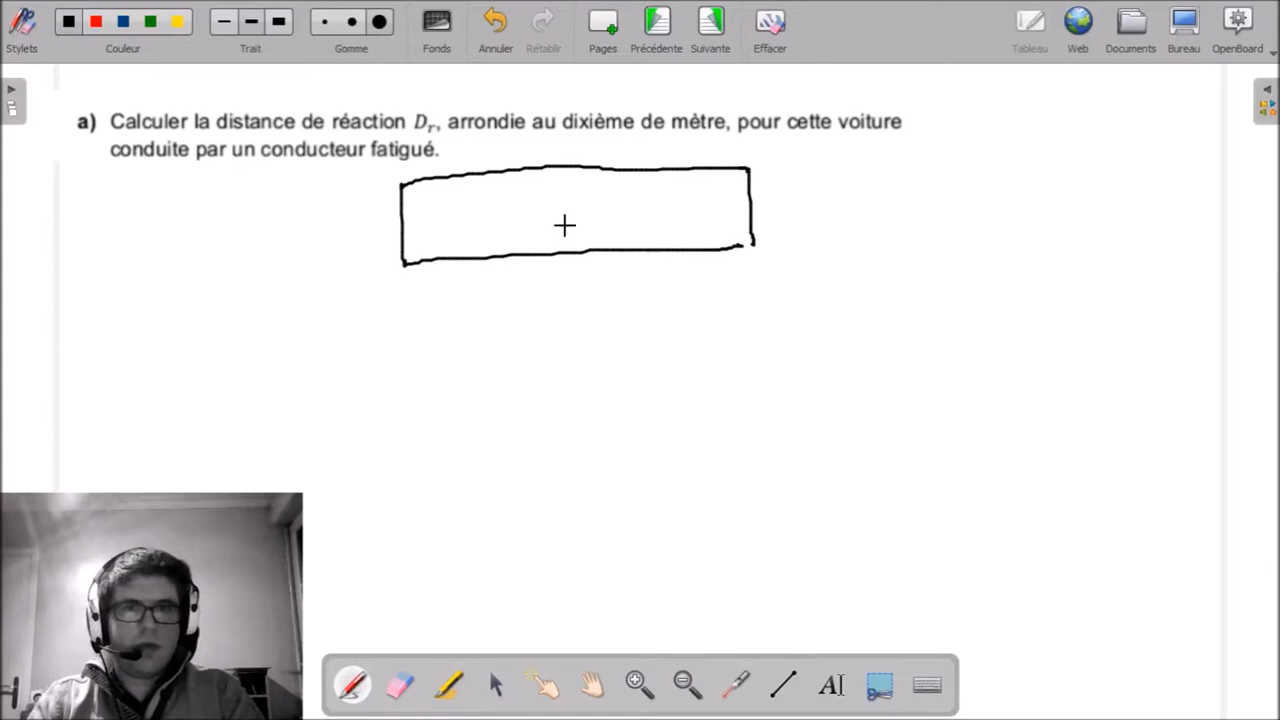 Stylets
Couleur
Trait
Gomme
Fonds
Annuler
Rétablir
Pages
Précédente
Suivante
Effacer
Tableau
Web
Documents
Bureau
OpenBoard
a) Calculer la distance de réaction Dr, arrondie au dixième de mètre, pour cette voiture
conduite par un conducteur fatigué.
AI